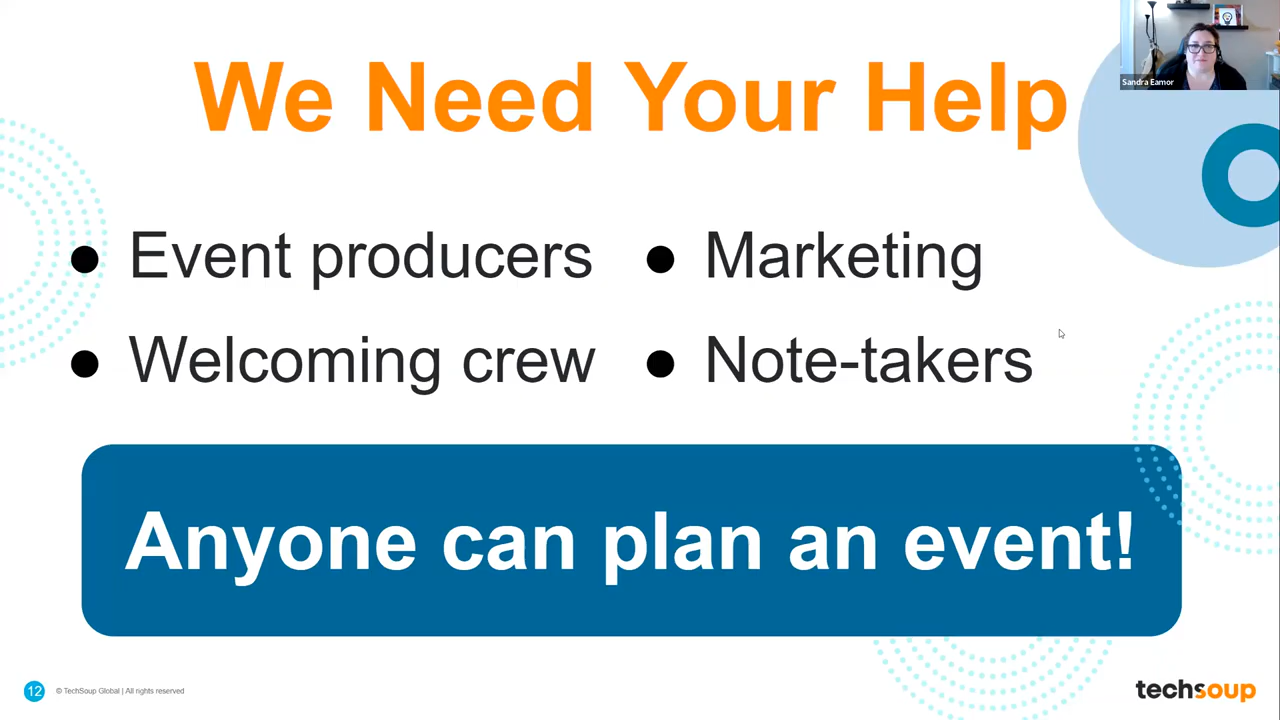 We Need Your Help
Sandra Eamor
● Event producers
● Welcoming crew
● Marketing
● Note-takers
Anyone can plan an event!
12
© TechSoup Global | All rights reserved
techsoup